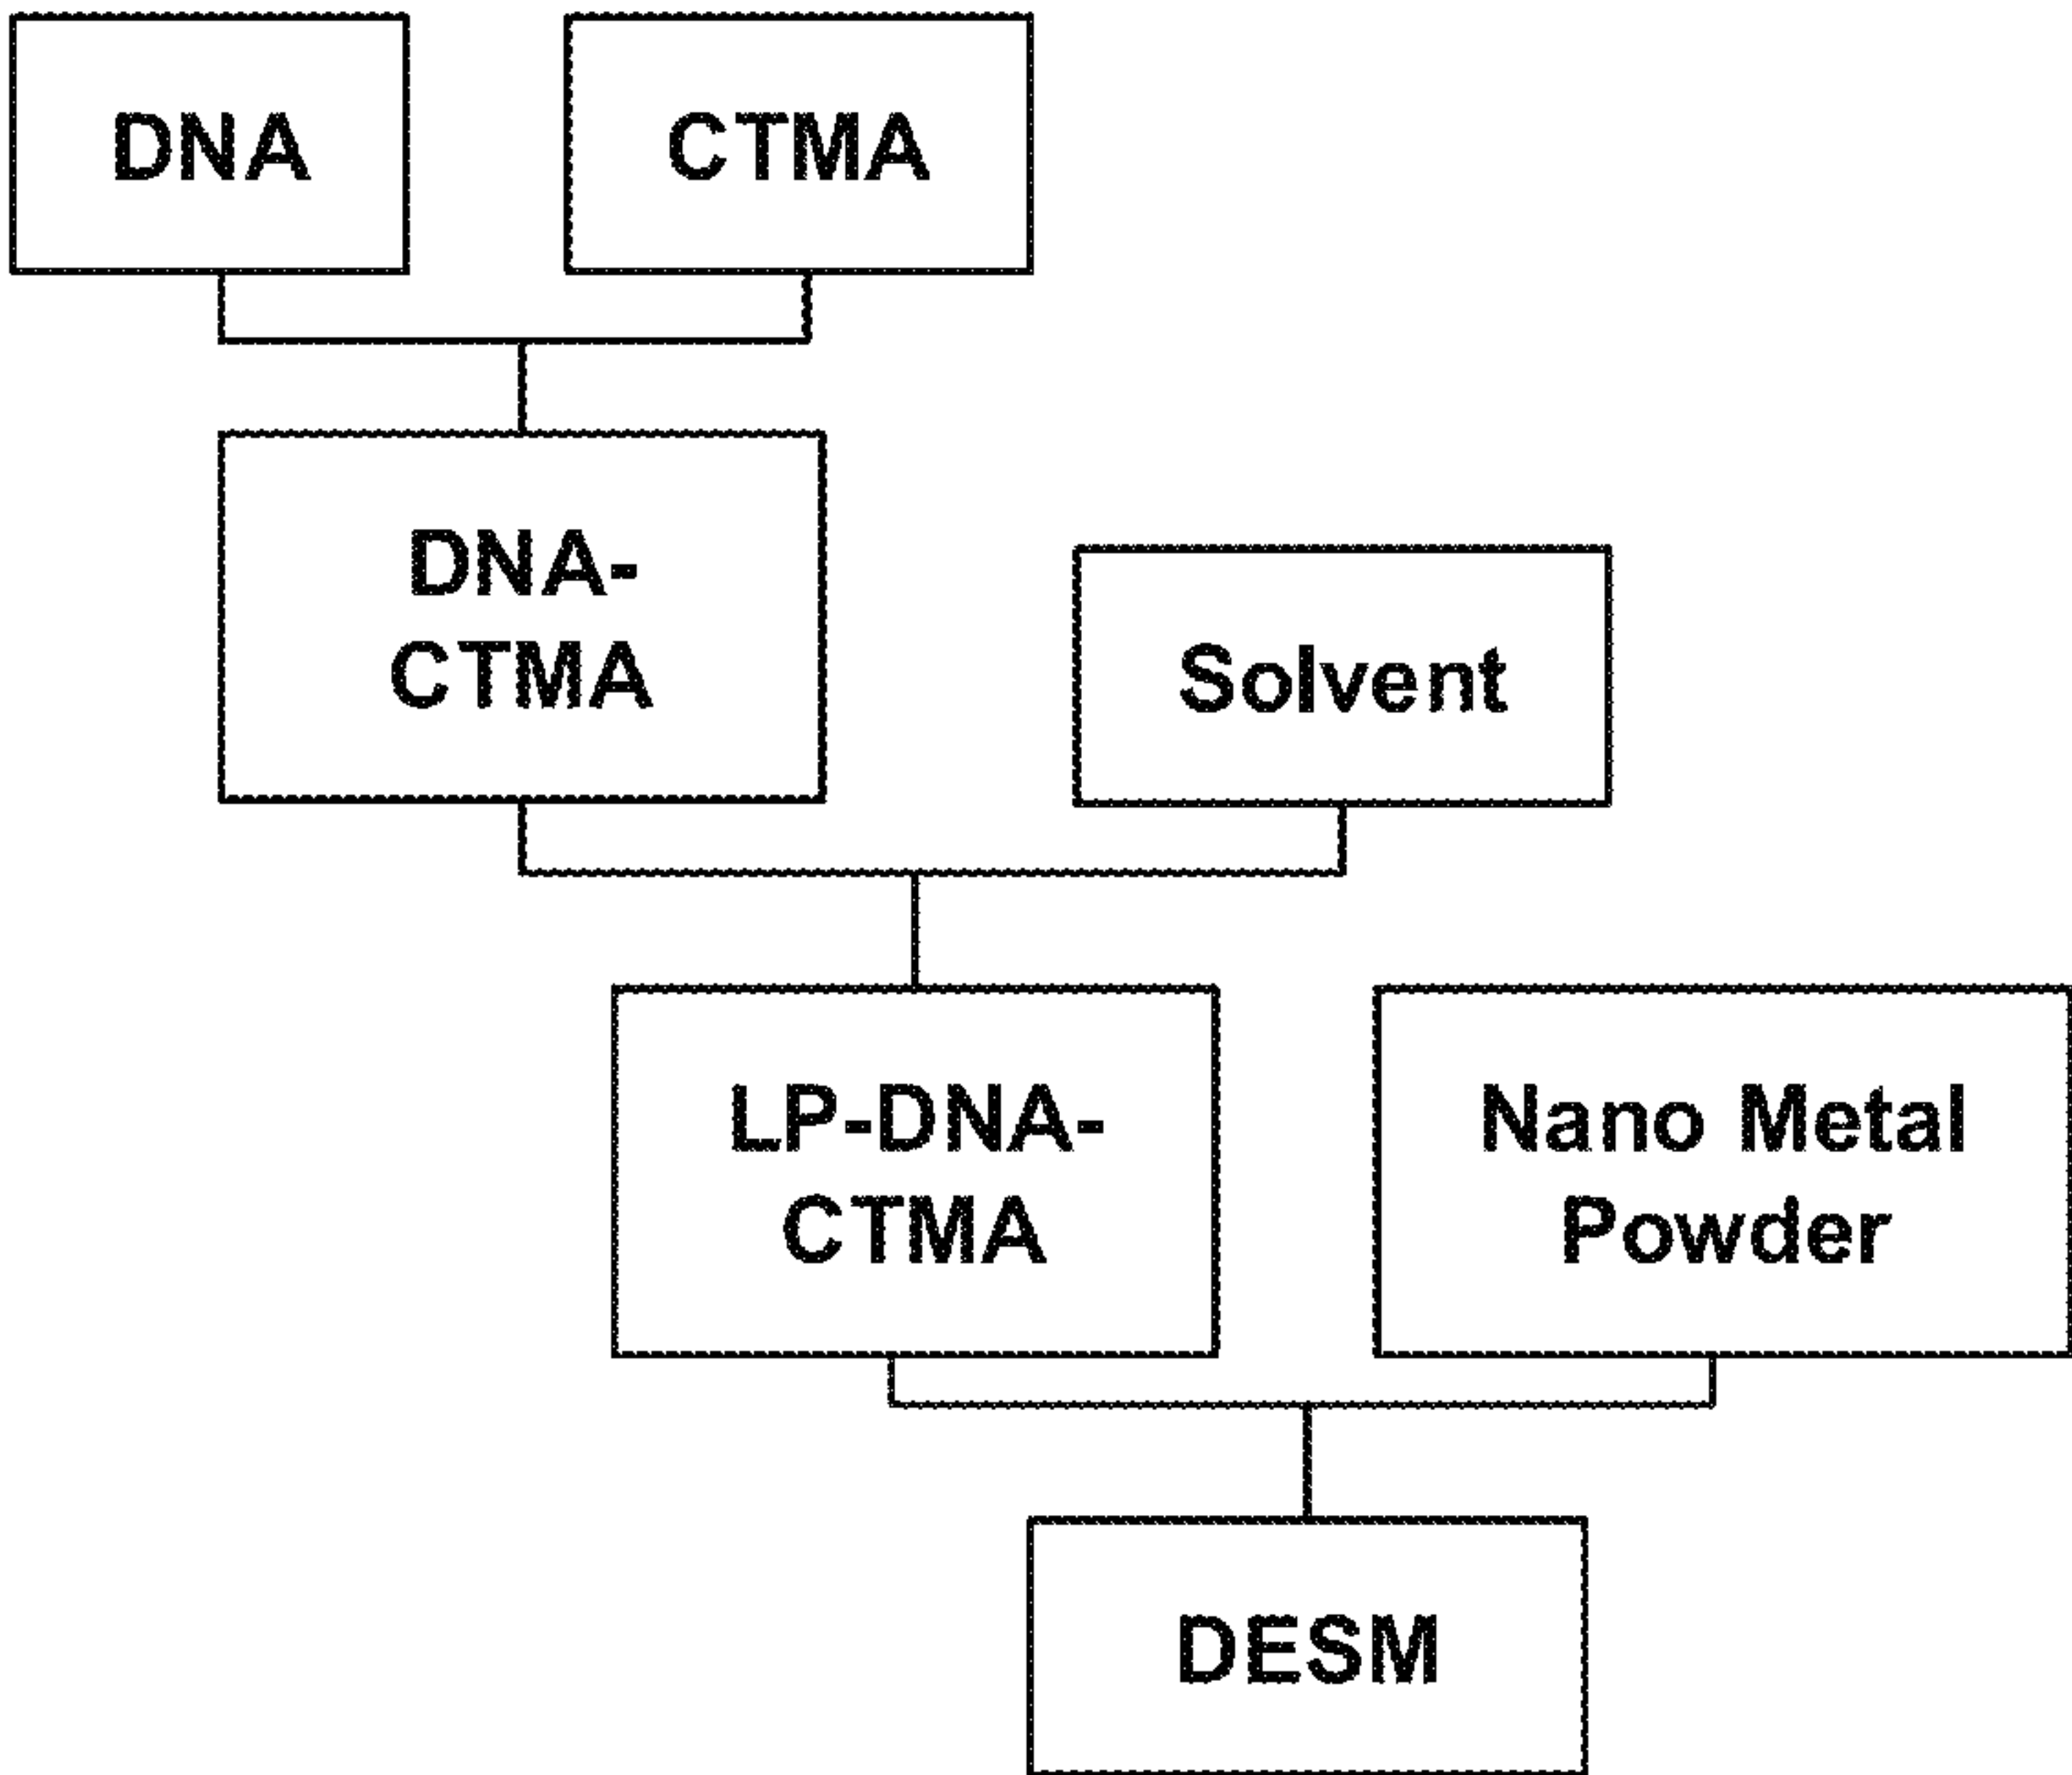 DNA
CTMA
DNA-
CTMA
Solvent
LP-DNA-
CTMA
Nano Metal
Powder
DESM